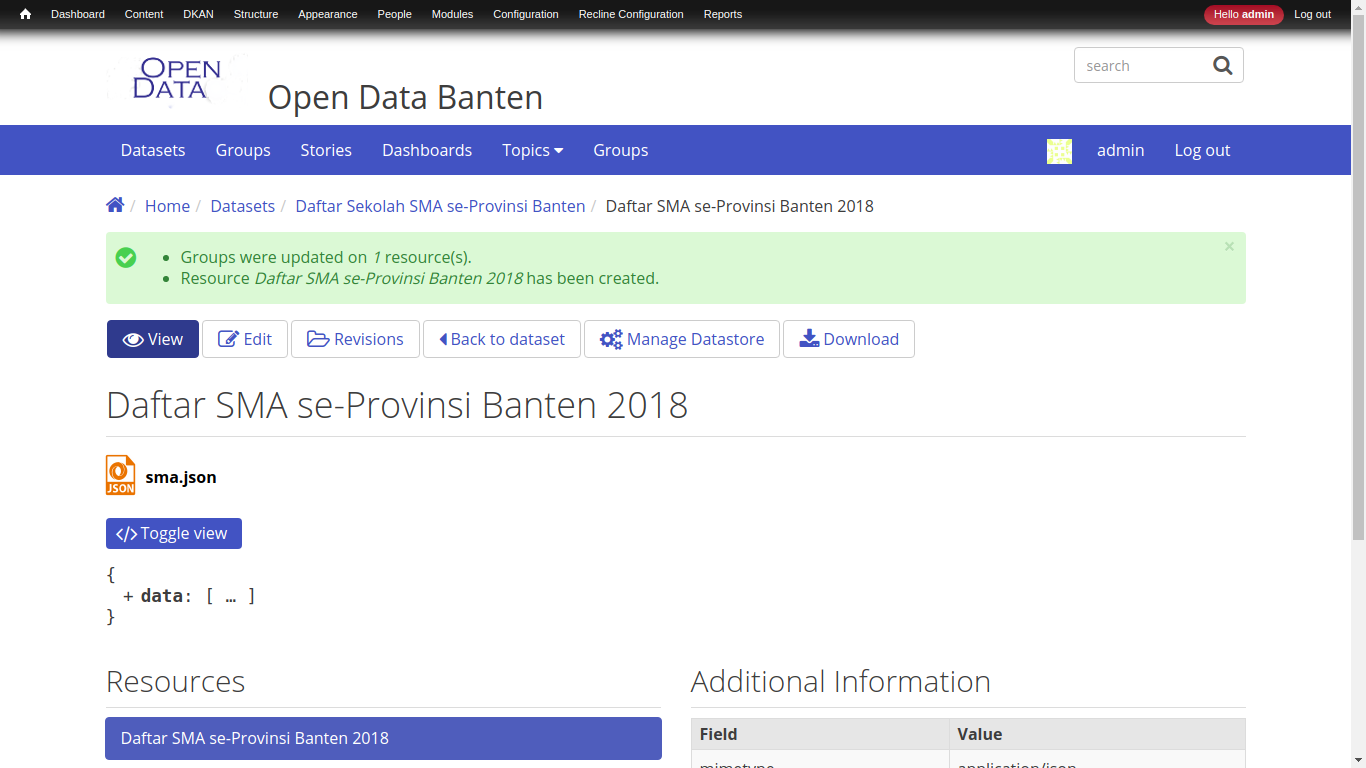 Dashboard Content DKAN Structure Appearance People Modules Configuration Recline Configuration Reports Hello admin Log out
OPEN
DATA
Open Data Banten
search
Datasets Groups Stories Dashboards Topics Groups admin Log out
/ Home / Datasets / Daftar Sekolah SMA se-Provinsi Banten / Daftar SMA se-Provinsi Banten 2018
×
• Groups were updated on 1 resource(s).
• Resource Daftar SMA se-Provinsi Banten 2018 has been created.
View Edit Revisions Back to dataset Manage Datastore Download
Daftar SMA se-Provinsi Banten 2018
JSON
sma.json
</> Toggle view
{
+ data: [ … ]
}
Resources
Daftar SMA se-Provinsi Banten 2018
Additional Information
Field Value
mimetype application/json